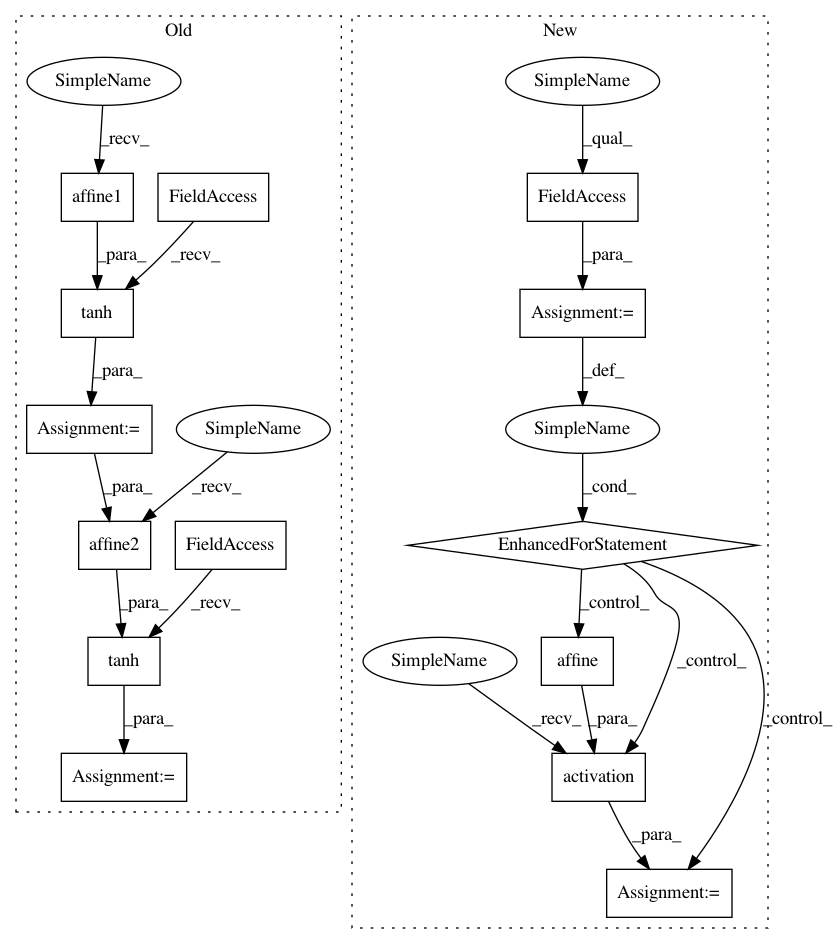 Old
New
SimpleName
SimpleName
_recv_
_qual_
affine1
FieldAccess
FieldAccess
_para_
_recv_
_para_
tanh
Assignment:=
_para_
_def_
Assignment:=
SimpleName
SimpleName
_para_
_recv_
_cond_
affine2
FieldAccess
EnhancedForStatement
_para_
_recv_
_control_
tanh
SimpleName
affine
_control_
_para_
_recv_
_para_
_control_
Assignment:=
activation
_para_
Assignment:=